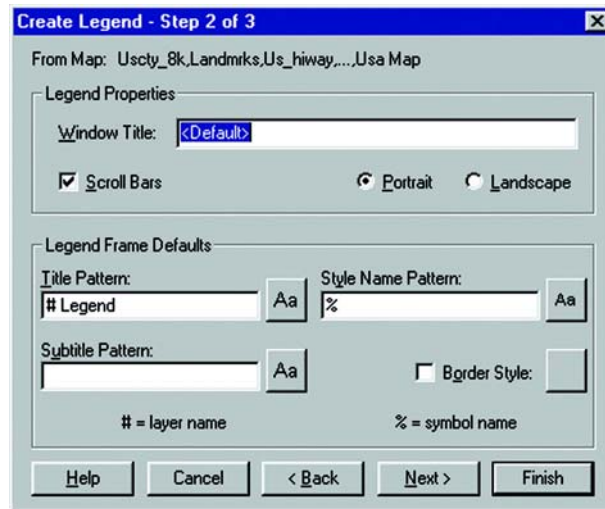 Create Legend - Step 2 of 3
From Map: Uscty_8k,Landmrks,Us_hiway,...,Usa Map
Legend Properties
Window Title: <Default>
Scroll Bars Portrait Landscape
Legend Frame Defaults
Title Pattern: Style Name Pattern:
# Legend Aa % Aa
Subtitle Pattern:
Aa Border Style:
# = layer name % = symbol name
Help Cancel < Back Next > Finish